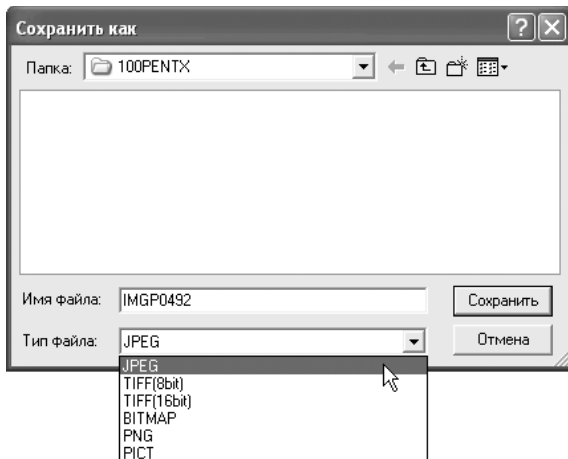 Сохранить как
Папка: 100PENTX
Имя файла: IMGP0492 Сохранить
Тип файла: JPEG Отмена
JPEG
TIFF(8bit)
TIFF(16bit)
BITMAP
PNG
PICT